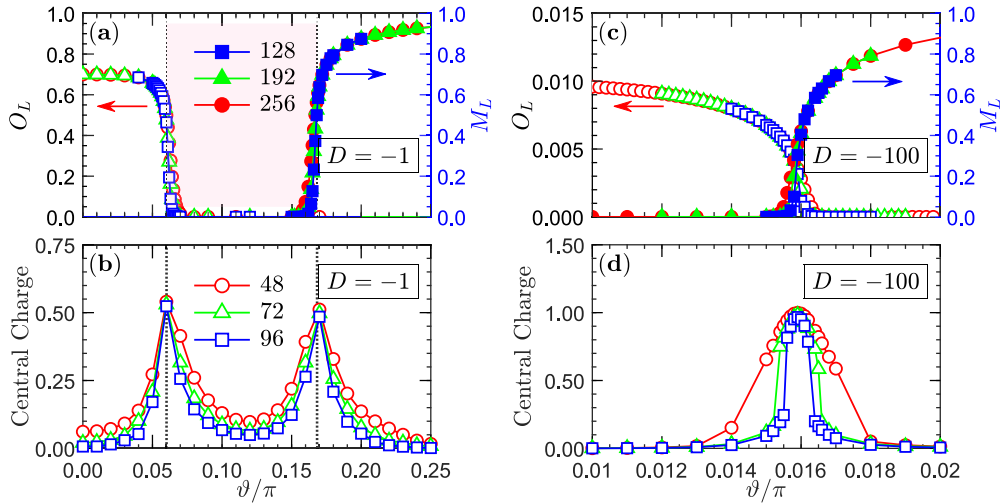 (a)
128
192
256
D = −1
O_L
M_L
0.0 0.2 0.4 0.6 0.8 1.0
0.0 0.2 0.4 0.6 0.8 1.0
(c)
D = −100
O_L
M_L
0.000 0.005 0.010 0.015
0.0 0.2 0.4 0.6 0.8 1.0
(b)
48
72
96
D = −1
Central Charge
0.00 0.25 0.50 0.75
0.00 0.05 0.10 0.15 0.20 0.25
ϑ/π
(d)
D = −100
Central Charge
0.00 0.50 1.00 1.50
0.01 0.012 0.014 0.016 0.018 0.02
ϑ/π